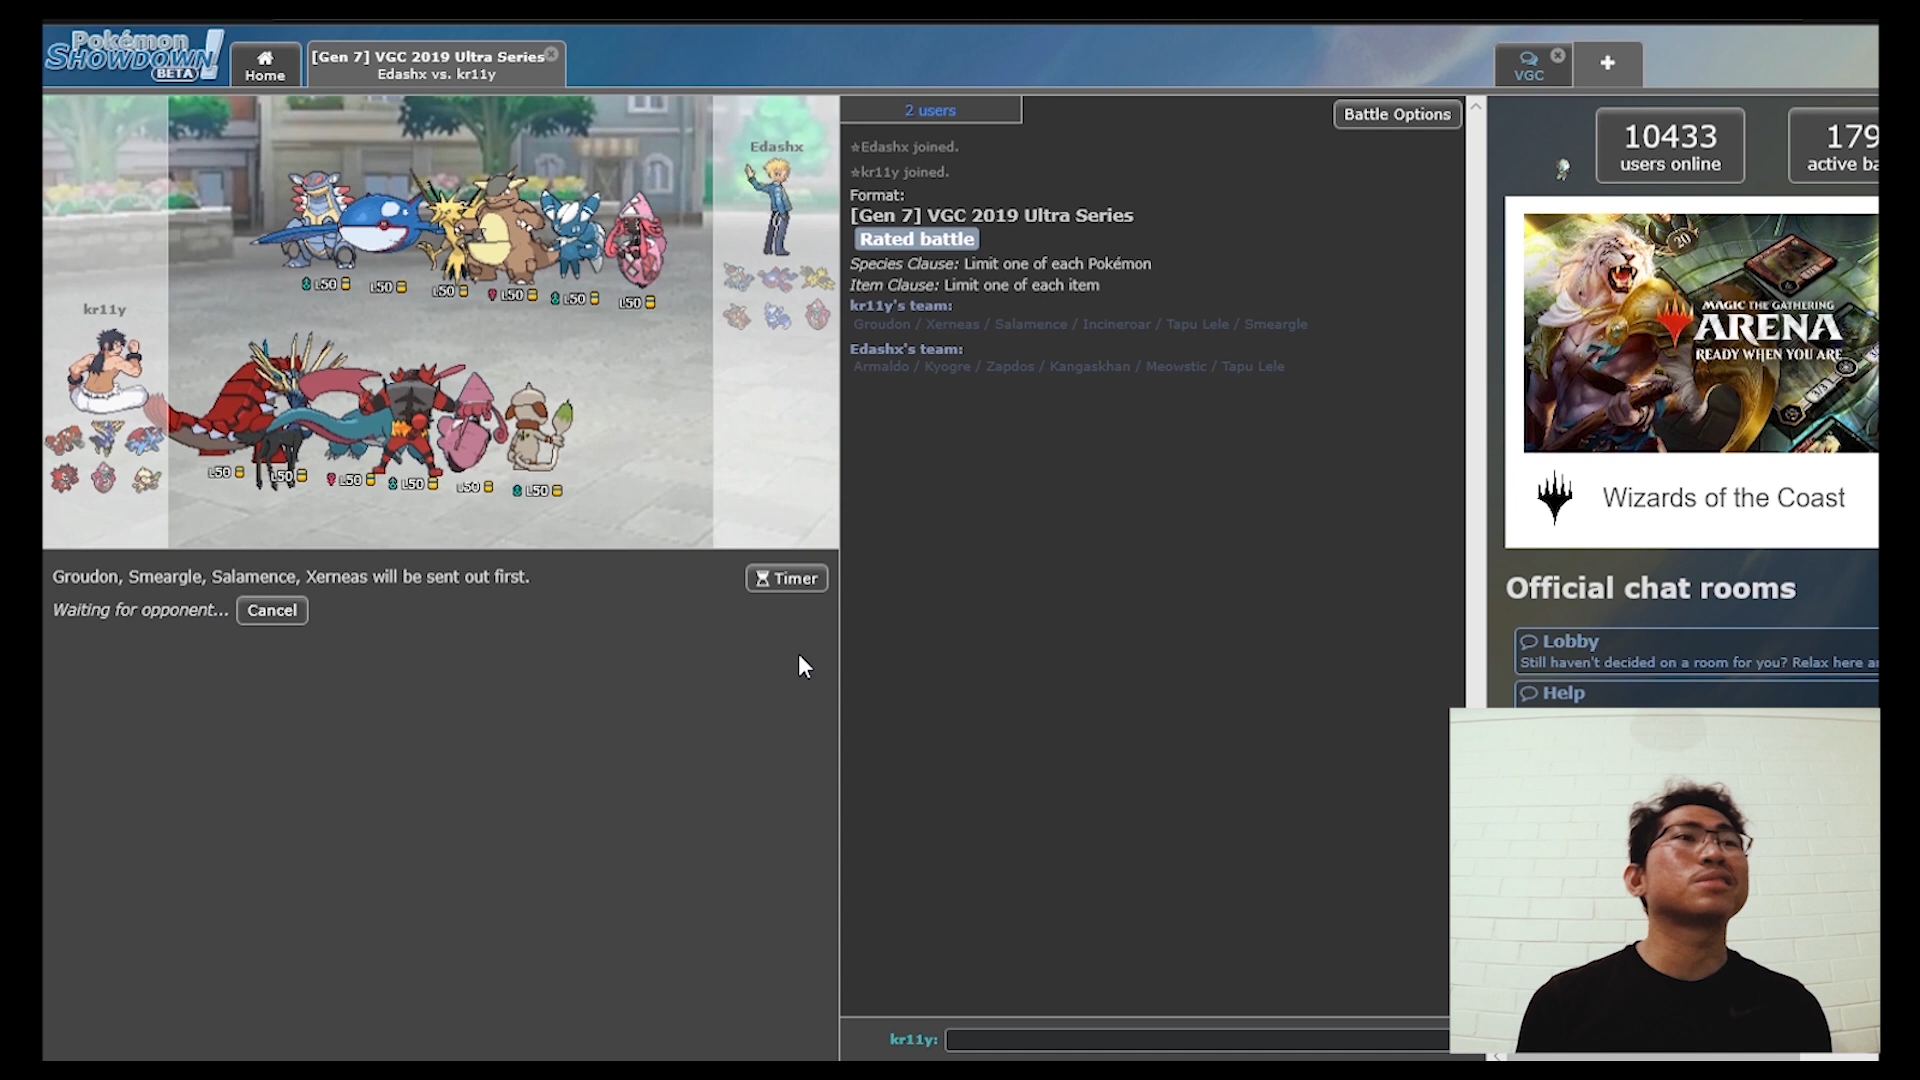 Pokémon
SHOWDOWN!
BETA
Home
[Gen 7] VGC 2019 Ultra Series
Edashx vs. kr11y
VGC
2 users
Battle Options
☆Edashx joined.
☆kr11y joined.
Format:
[Gen 7] VGC 2019 Ultra Series
Rated battle
Species Clause: Limit one of each Pokémon
Item Clause: Limit one of each item
kr11y's team:
Groudon / Xerneas / Salamence / Incineroar / Tapu Lele / Smeargle
Edashx's team:
Armaldo / Kyogre / Zapdos / Kangaskhan / Meowstic / Tapu Lele
Edashx
L50 L50 L50 L50 L50 L50
kr11y
L50 L50 L50 L50 L50 L50
Groudon, Smeargle, Salamence, Xerneas will be sent out first.
Timer
Waiting for opponent...
Cancel
kr11y:
10433
users online
179
active ba
20
MAGIC THE GATHERING
ARENA
READY WHEN YOU ARE
3/3
Wizards of the Coast
Official chat rooms
Lobby
Still haven't decided on a room for you? Relax here a
Help